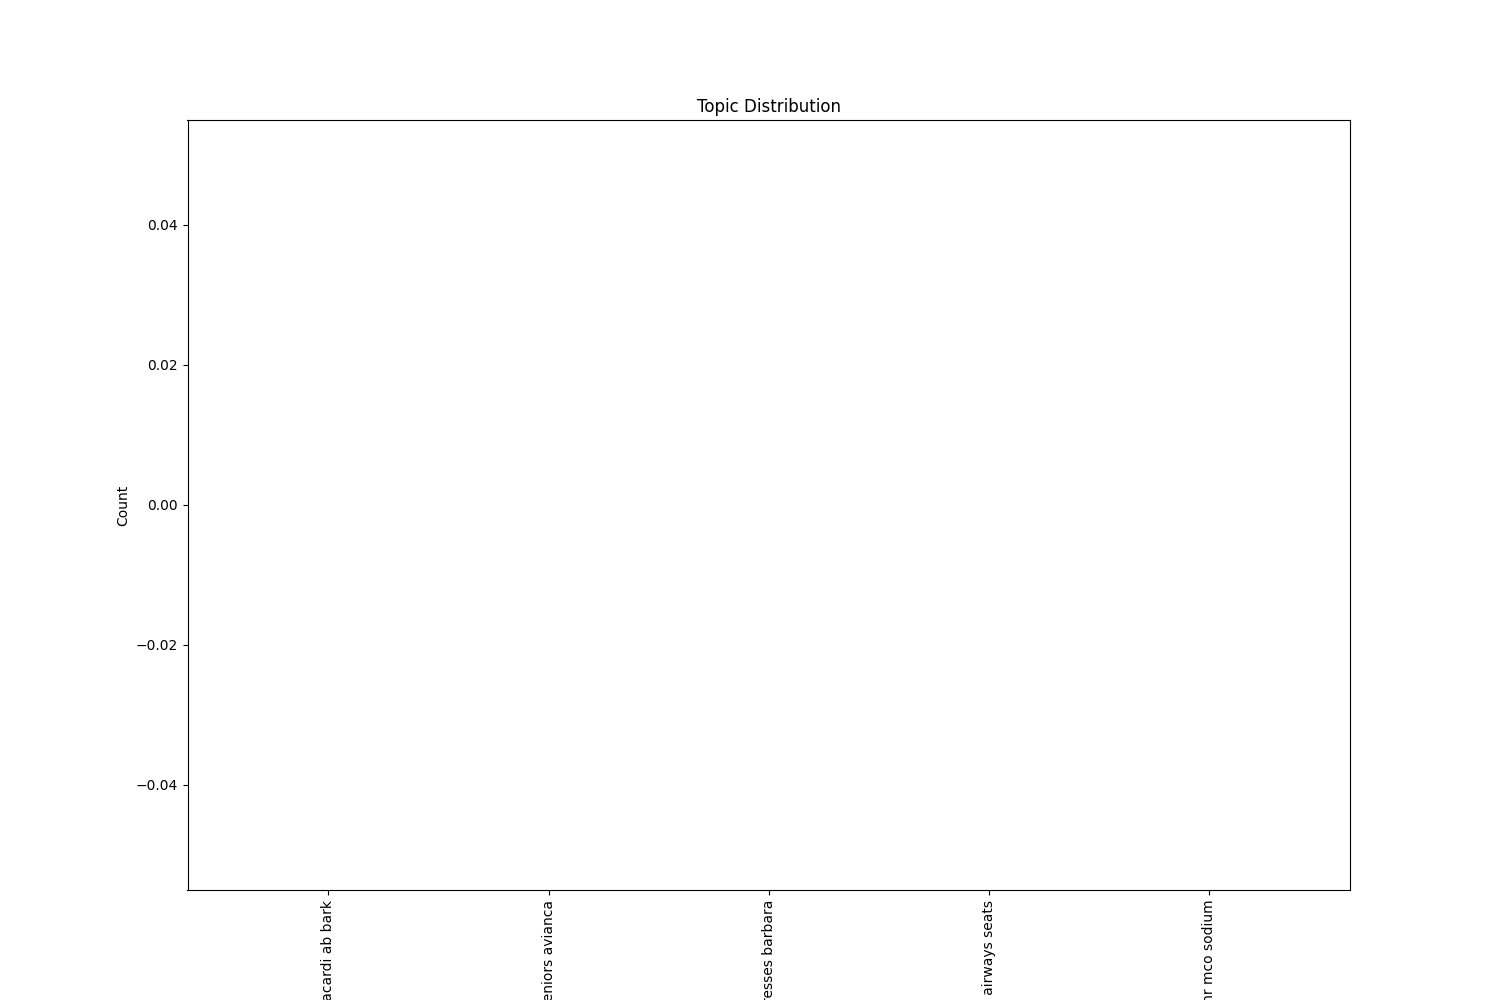 Topic Distribution
0.04
0.02
0.00
−0.02
−0.04
Count
acardi ab bark
eniors avianca
resses barbara
airways seats
mco sodium